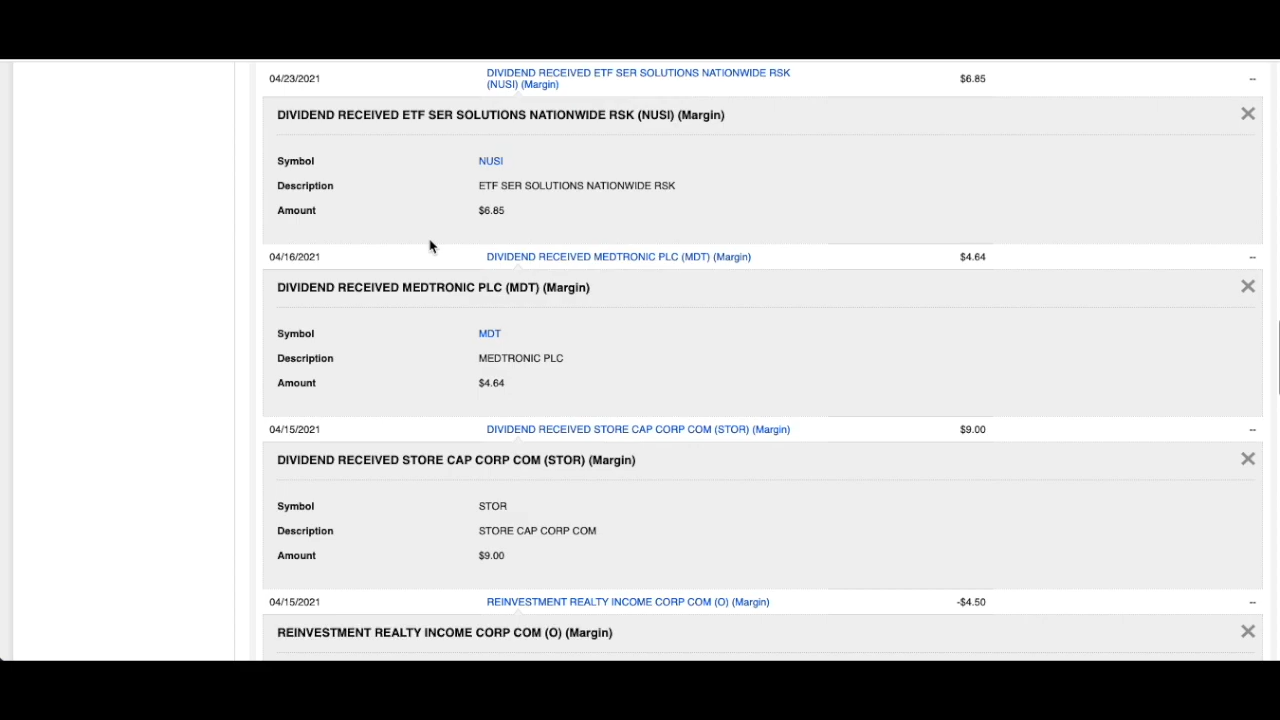 04/23/2021 DIVIDEND RECEIVED ETF SER SOLUTIONS NATIONWIDE RSK $6.85 --
(NUSI) (Margin)
DIVIDEND RECEIVED ETF SER SOLUTIONS NATIONWIDE RSK (NUSI) (Margin)
Symbol NUSI
Description ETF SER SOLUTIONS NATIONWIDE RSK
Amount $6.85
04/16/2021 DIVIDEND RECEIVED MEDTRONIC PLC (MDT) (Margin) $4.64 --
DIVIDEND RECEIVED MEDTRONIC PLC (MDT) (Margin)
Symbol MDT
Description MEDTRONIC PLC
Amount $4.64
04/15/2021 DIVIDEND RECEIVED STORE CAP CORP COM (STOR) (Margin) $9.00 --
DIVIDEND RECEIVED STORE CAP CORP COM (STOR) (Margin)
Symbol STOR
Description STORE CAP CORP COM
Amount $9.00
04/15/2021 REINVESTMENT REALTY INCOME CORP COM (O) (Margin) -$4.50 --
REINVESTMENT REALTY INCOME CORP COM (O) (Margin)